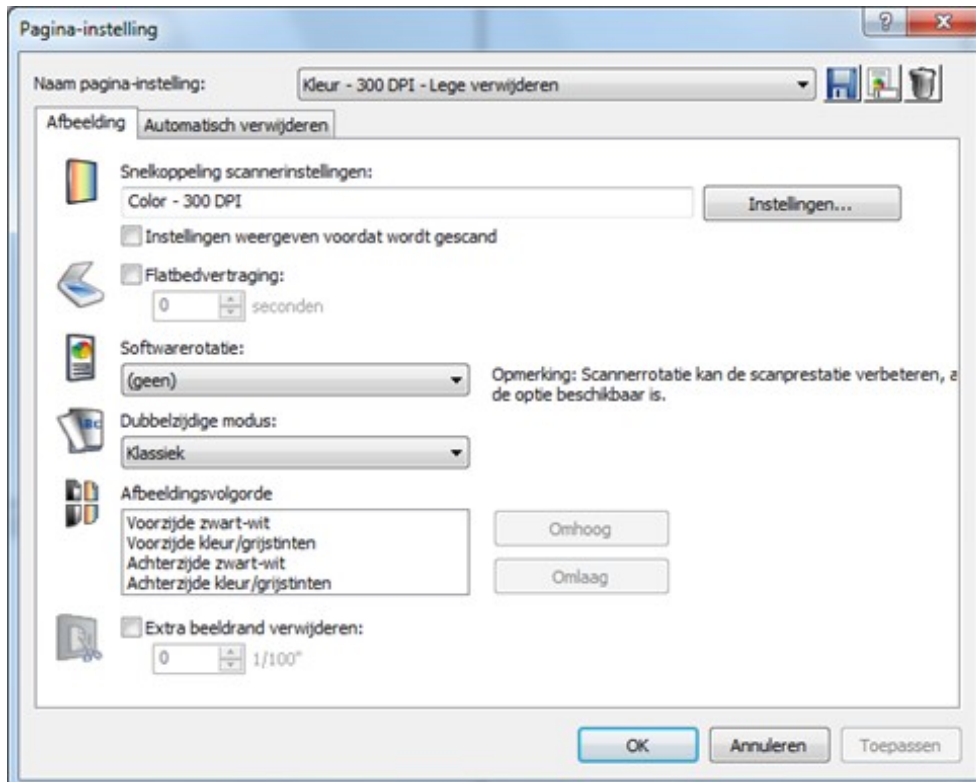 Pagina-instelling
Naam pagina-instelling:
Kleur - 300 DPI - Lege verwijderen
Afbeelding
Automatisch verwijderen
Snelkoppeling scannerinstellingen:
Color - 300 DPI
Instellingen...
Instellingen weergeven voordat wordt gescand
Flatbedvertraging:
0
seconden
Softwarerotatie:
(geen)
Opmerking: Scannerrotatie kan de scanprestatie verbeteren, a
de optie beschikbaar is.
Dubbelzijdige modus:
Klassiek
Afbeeldingsvolgorde
Voorzijde zwart-wit
Voorzijde kleur/grijstinten
Achterzijde zwart-wit
Achterzijde kleur/grijstinten
Omhoog
Omlaag
Extra beeldrand verwijderen:
0
1/100"
OK
Annuleren
Toepassen